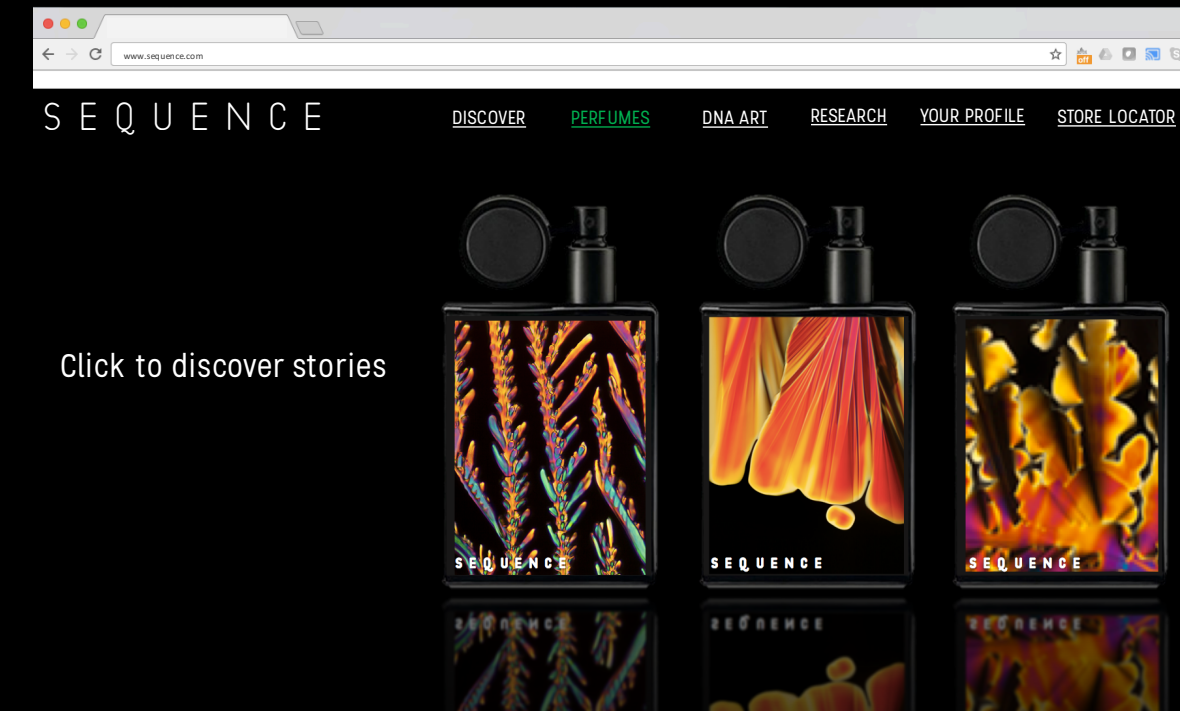 www.sequence.com
off
SEQUENCE
DISCOVER PERFUMES DNA ART RESEARCH YOUR PROFILE STORE LOCATOR
Click to discover stories
SEQUENCE SEQUENCE SEQUENCE